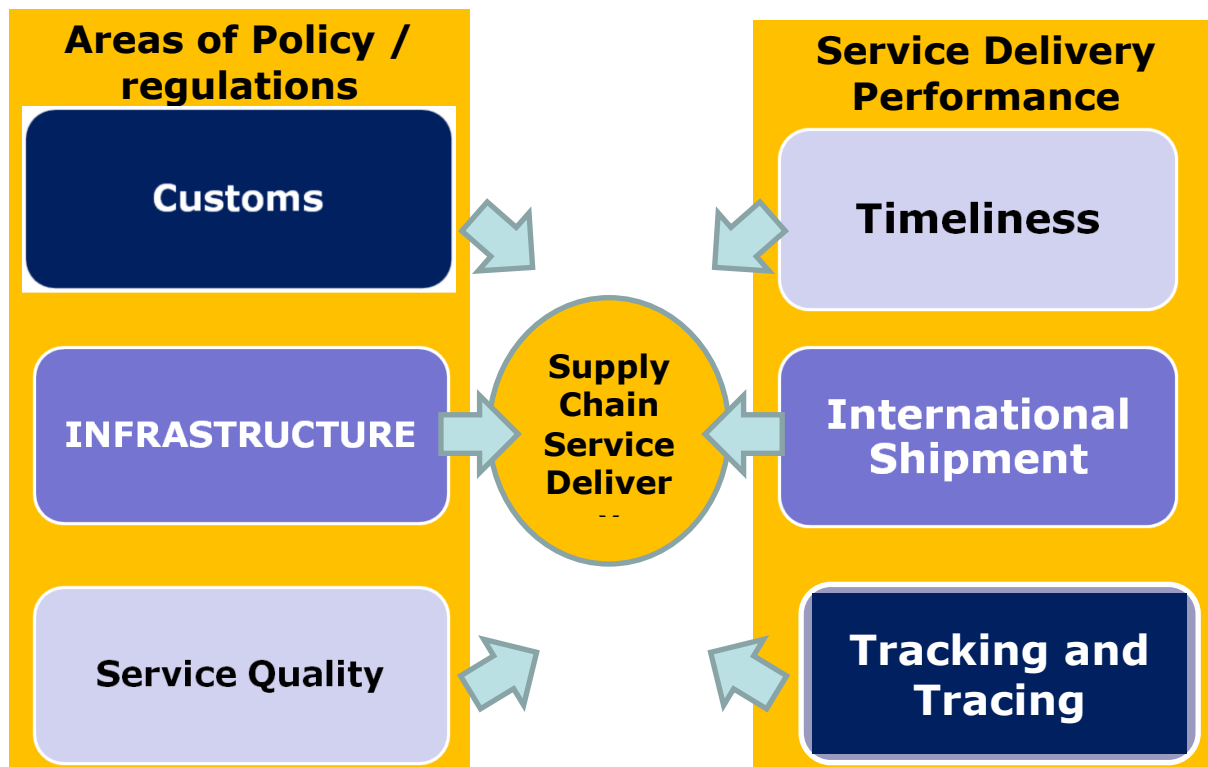 Areas of Policy /
regulations
Customs
INFRASTRUCTURE
Service Quality
Supply
Chain
Service
Deliver
Service Delivery
Performance
Timeliness
International
Shipment
Tracking and
Tracing